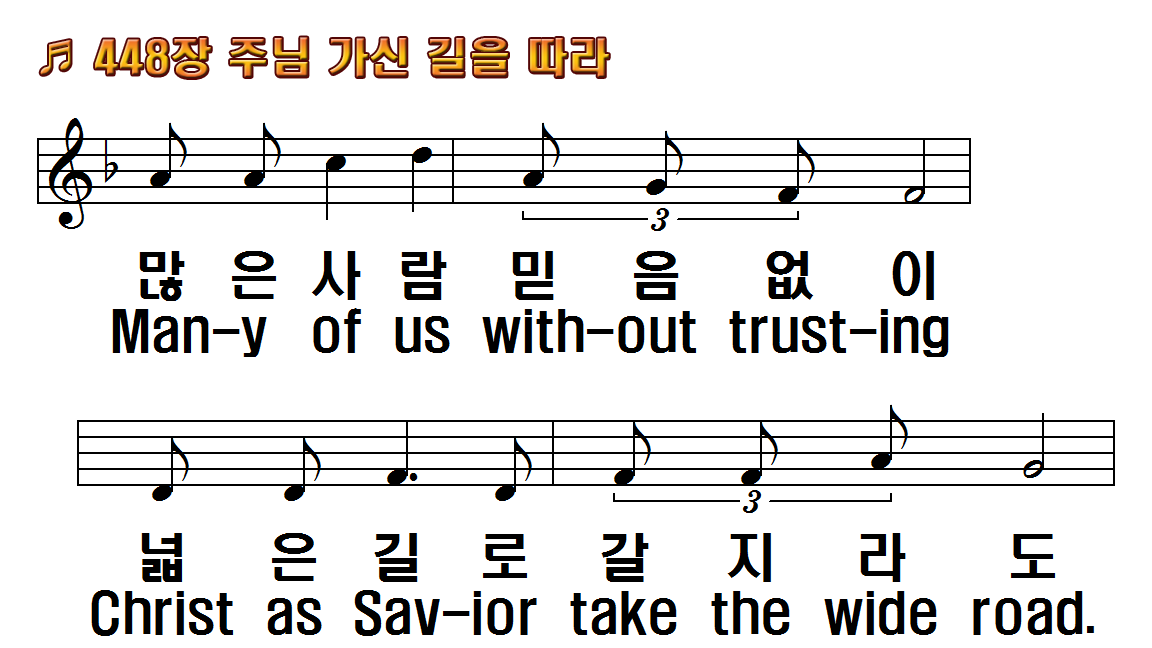 ♬ 448장 주님 가신 길을 따라
3
많 은 사 람 믿 음 없 이
Man-y of us with-out trust-ing
3
넓 은 길 로 갈 지 라 도
Christ as Sav-ior take the wide road.